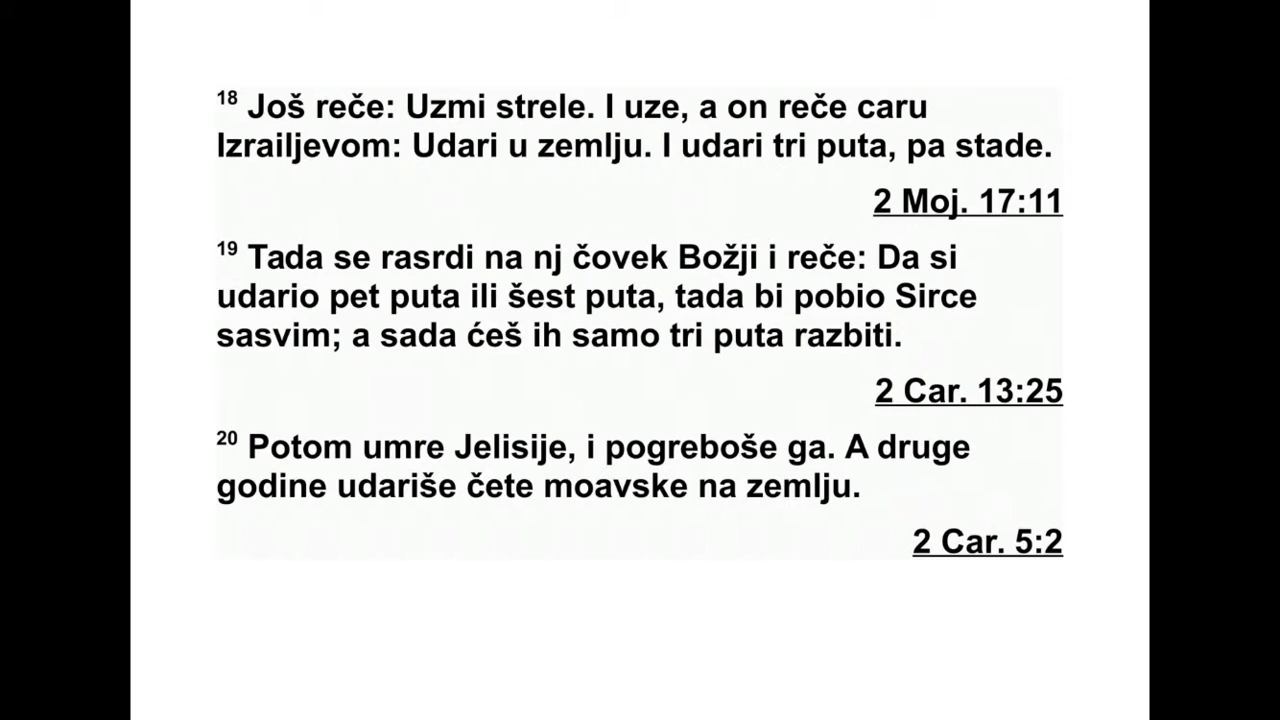 18 Još reče: Uzmi strele. I uze, a on reče caru
Izrailjevom: Udari u zemlju. I udari tri puta, pa stade.
2 Moj. 17:11
19 Tada se rasrdi na nj čovek Božji i reče: Da si
udario pet puta ili šest puta, tada bi pobio Sirce
sasvim; a sada ćeš ih samo tri puta razbiti.
2 Car. 13:25
20 Potom umre Jelisije, i pogreboše ga. A druge
godine udariše čete moavske na zemlju.
2 Car. 5:2